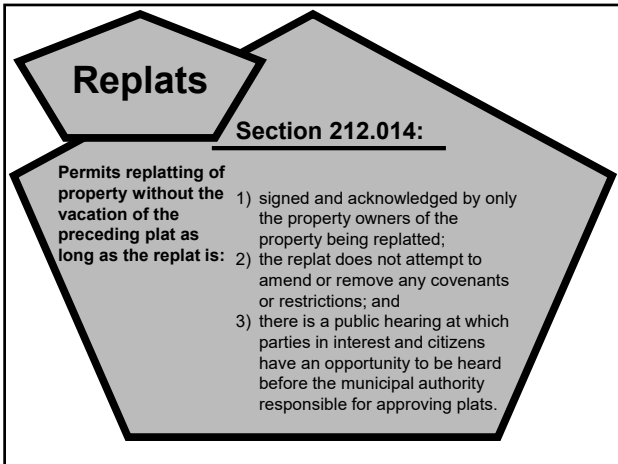 Replats
Section 212.014:
Permits replatting of
property without the
vacation of the
preceding plat as
long as the replat is:
1) signed and acknowledged by only
the property owners of the
property being replatted;
2) the replat does not attempt to
amend or remove any covenants
or restrictions; and
3) there is a public hearing at which
parties in interest and citizens
have an opportunity to be heard
before the municipal authority
responsible for approving plats.